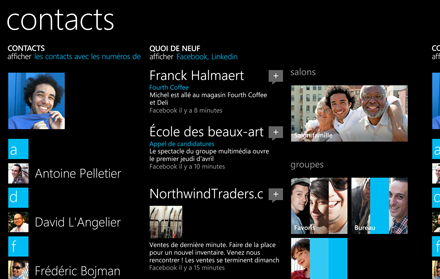 contacts
CONTACTS
afficher les contacts avec les numéros de
a
Antoine Pelletier
d
David L'Angelier
f
Frédéric Bojman
QUOI DE NEUF
afficher Facebook, Linkedin
Franck Halmaert
Fourth Coffee
Michel est allé au magasin Fourth Coffee
et Deli
Facebook il y a 8 minutes
École des beaux-art
Appel de candidatures
Le spectacle du groupe multimédia ouvre
le premier jeudi d'avril
Facebook il y a 10 minutes
NorthwindTraders.c
Ventes de dernière minute. Faire de la place
pour un nouvel inventaire. Venez nous
rencontrer ! Les ventes se terminent dimanch
Facebook il y a 15 minutes
salons
Salon famille
groupes
Favoris
Bureau
CO
affic
a
d
f